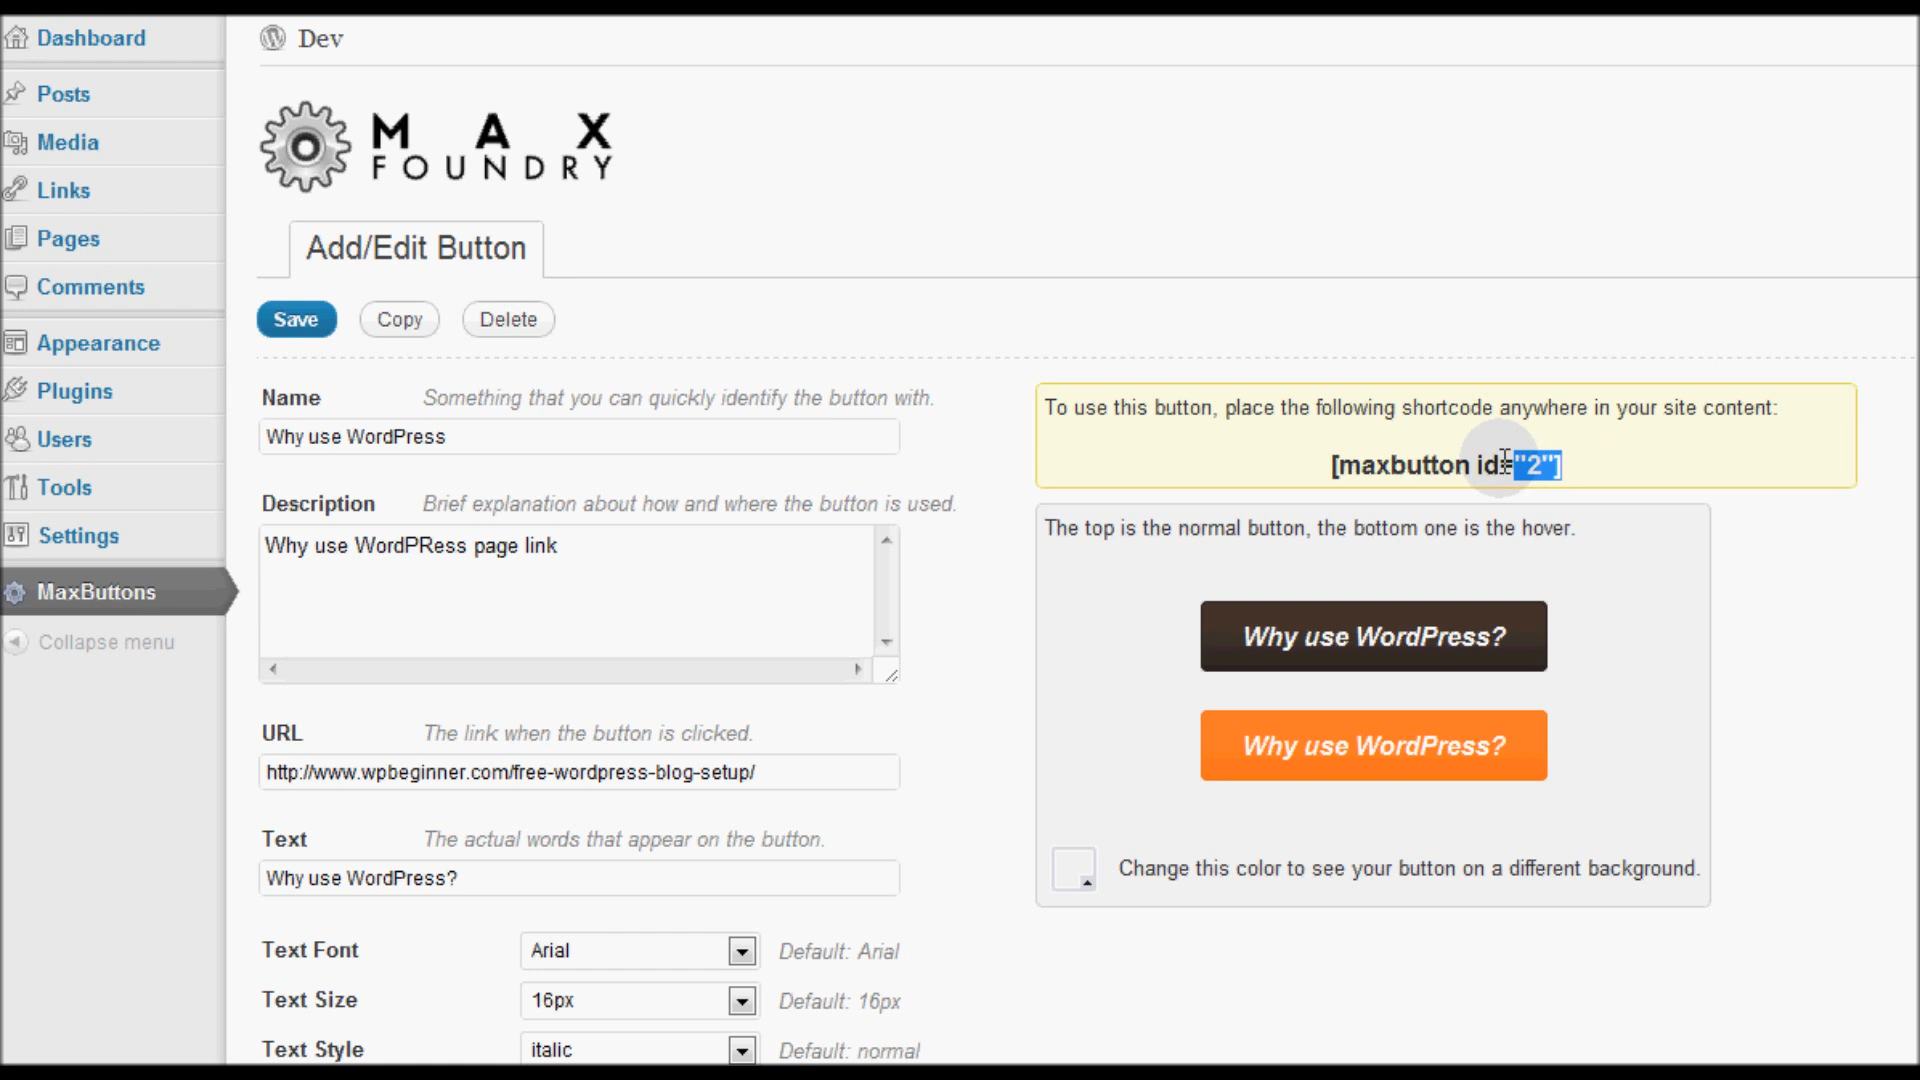 Dashboard
Posts
Media
Links
Pages
Comments
Appearance
Plugins
Users
Tools
Settings
MaxButtons
Collapse menu
Dev
MAX
FOUNDRY
Add/Edit Button
Save Copy Delete
Name Something that you can quickly identify the button with.
Why use WordPress
Description Brief explanation about how and where the button is used.
Why use WordPRess page link
URL The link when the button is clicked.
http://www.wpbeginner.com/free-wordpress-blog-setup/
Text The actual words that appear on the button.
Why use WordPress?
Text Font Arial Default: Arial
Text Size 16px Default: 16px
Text Style italic Default: normal
To use this button, place the following shortcode anywhere in your site content:
[maxbutton id="2"]
The top is the normal button, the bottom one is the hover.
Why use WordPress?
Why use WordPress?
Change this color to see your button on a different background.